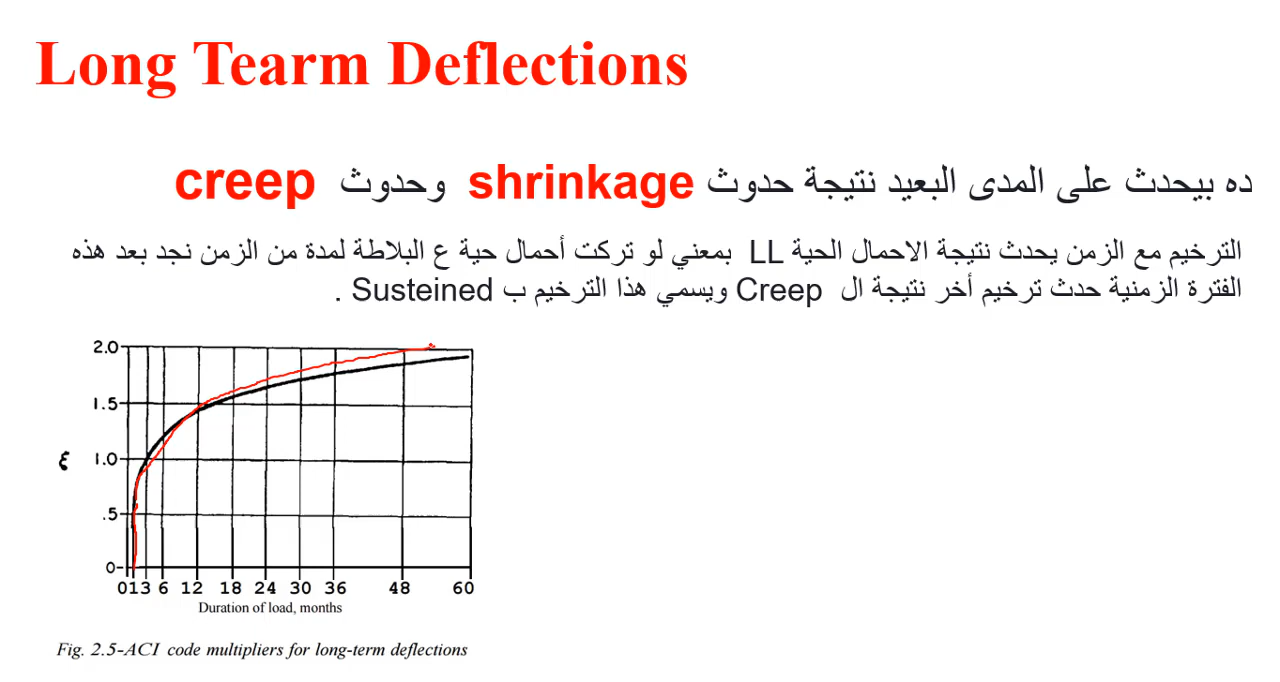 Long Tearm Deflections
ده بيحدث على المدى البعيد نتيجة حدوث shrinkage وحدوث creep
الترخيم مع الزمن يحدث نتيجة الاحمال الحية LL بمعني لو تركت أحمال حية ع البلاطة لمدة من الزمن نجد بعد هذه
الفترة الزمنية حدث ترخيم أخر نتيجة ال Creep ويسمي هذا الترخيم ب Susteined .
2.0
1.5
ξ 1.0
.5
0
0 1 3 6 12 18 24 30 36 48 60
Duration of load, months
Fig. 2.5-ACI code multipliers for long-term deflections